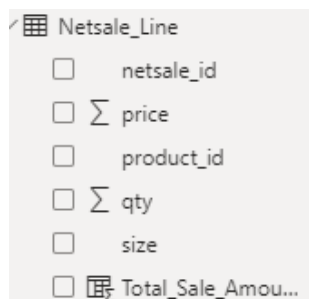 Netsale_Line
netsale_id
∑ price
product_id
∑ qty
size
Total_Sale_Amou...